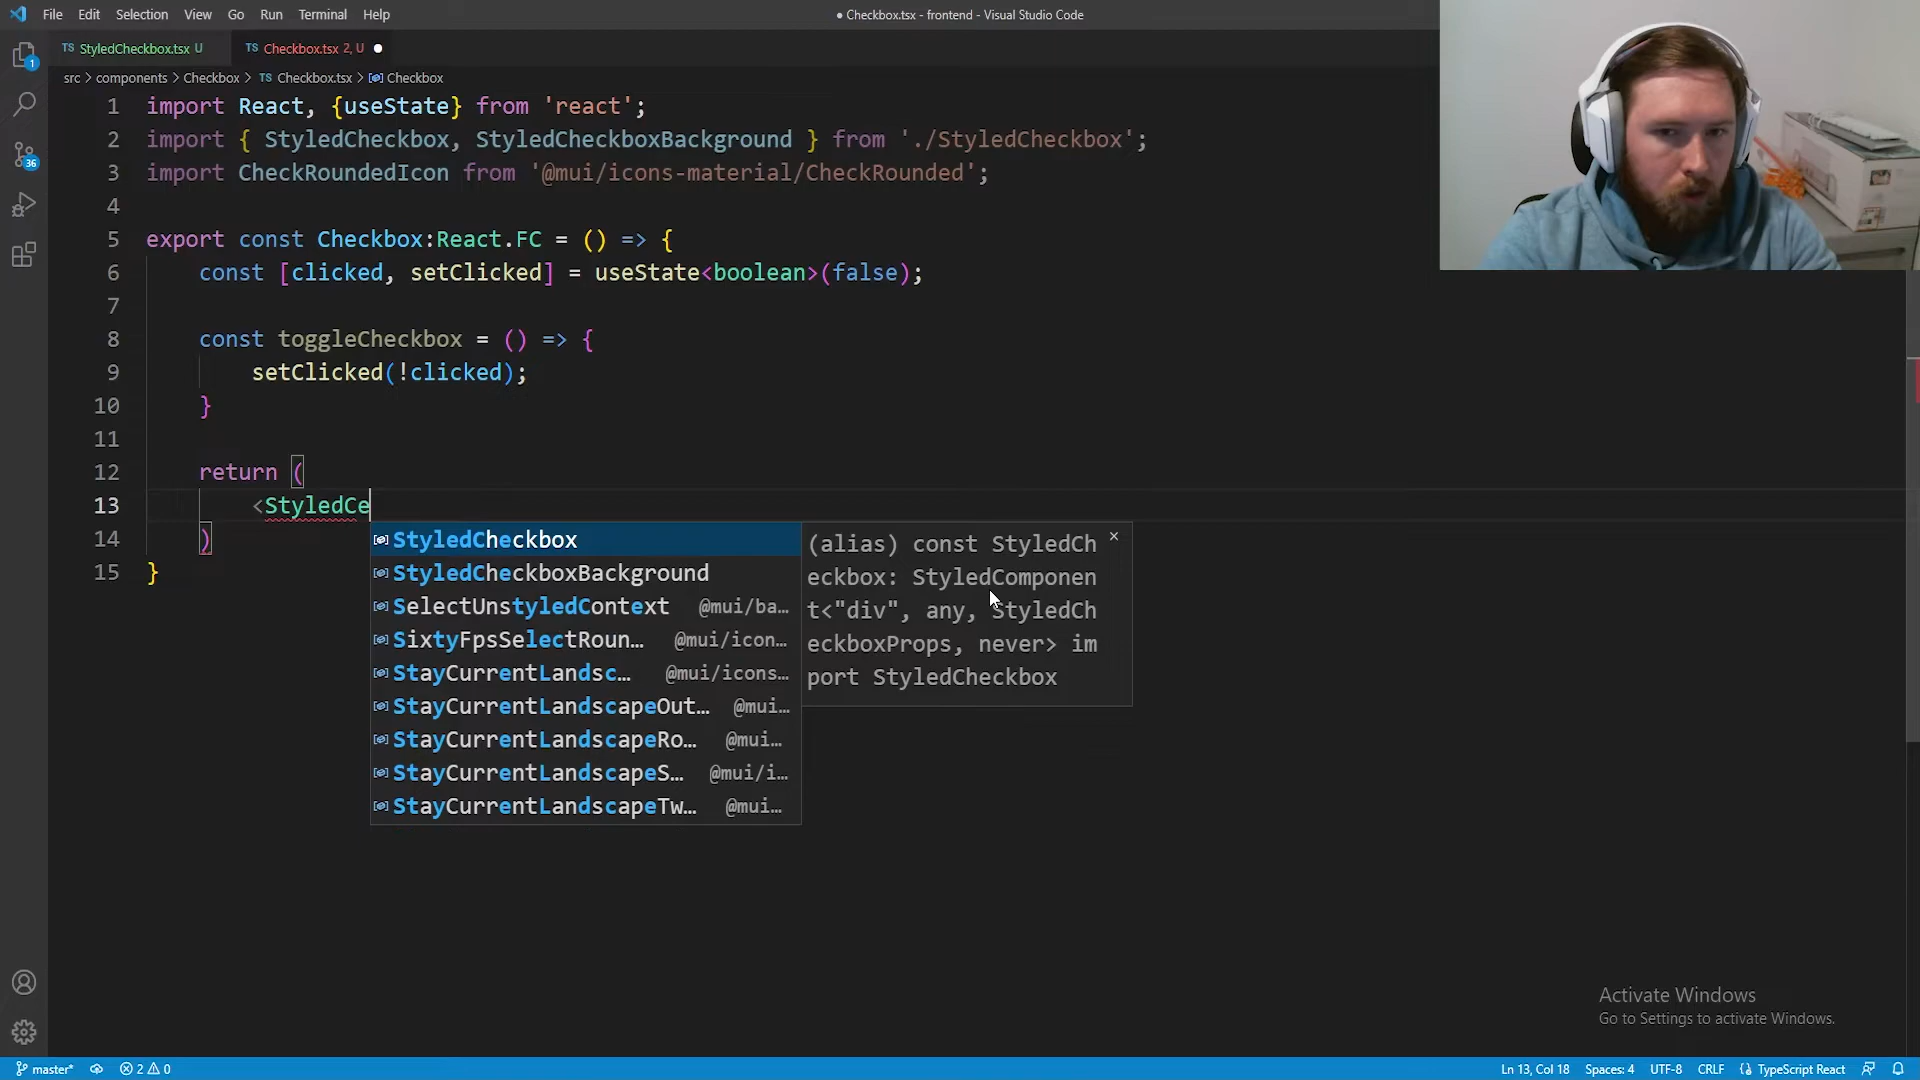 File Edit Selection View Go Run Terminal Help
● Checkbox.tsx - frontend - Visual Studio Code
TS StyledCheckbox.tsx U
TS Checkbox.tsx 2, U ●
src > components > Checkbox > TS Checkbox.tsx > Checkbox
1 import React, {useState} from 'react';
2 import { StyledCheckbox, StyledCheckboxBackground } from './StyledCheckbox';
3 import CheckRoundedIcon from '@mui/icons-material/CheckRounded';
4
5 export const Checkbox:React.FC = () => {
6 const [clicked, setClicked] = useState<boolean>(false);
7
8 const toggleCheckbox = () => {
9 setClicked(!clicked);
10 }
11
12 return (
13 <StyledCe
14 )
15 }
StyledCheckbox
StyledCheckboxBackground
SelectUnstyledContext @mui/ba…
SixtyFpsSelectRoun… @mui/icon…
StayCurrentLandsc… @mui/icons…
StayCurrentLandscapeOut… @mui…
StayCurrentLandscapeRo… @mui…
StayCurrentLandscapeS… @mui/i…
StayCurrentLandscapeTw… @mui…
(alias) const StyledCh
eckbox: StyledComponen
t<"div", any, StyledCh
eckboxProps, never> im
port StyledCheckbox
1
36
Activate Windows
Go to Settings to activate Windows.
master* 2 0
Ln 13, Col 18 Spaces: 4 UTF-8 CRLF {} TypeScript React